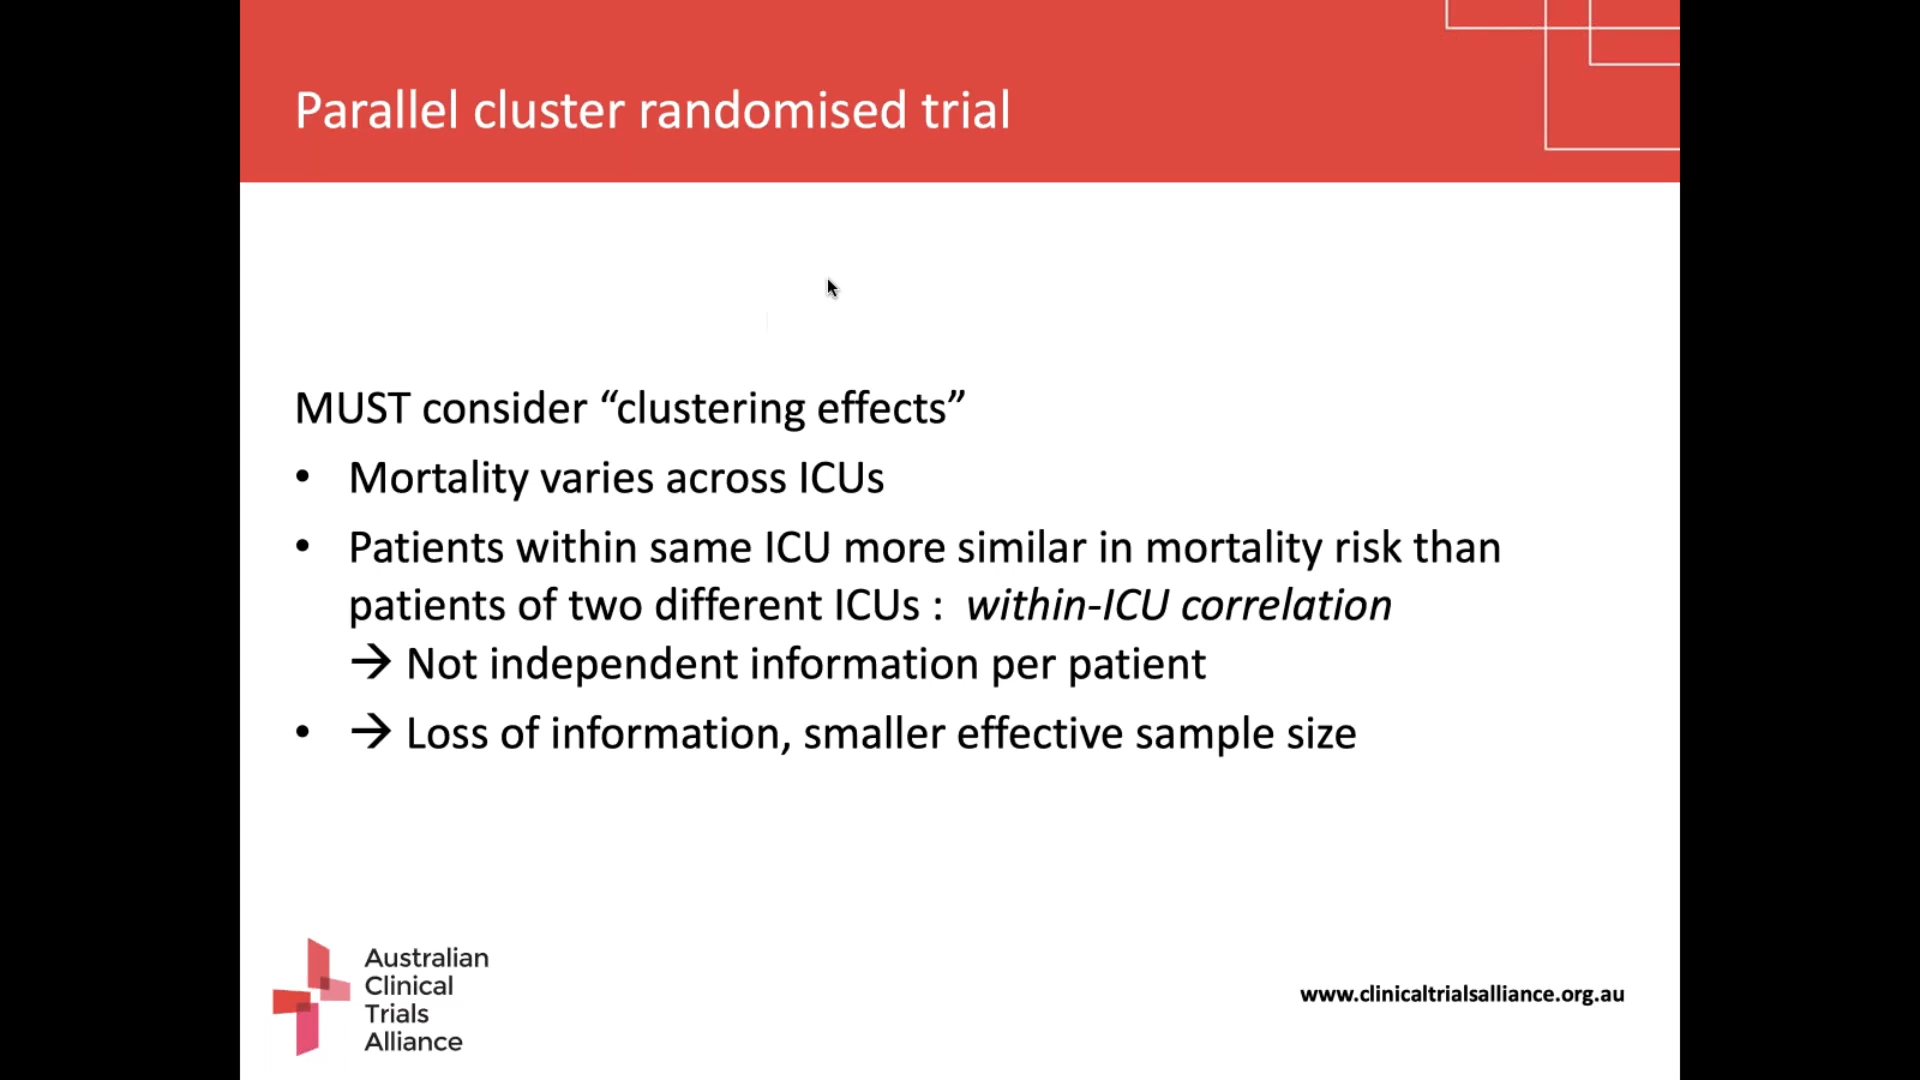 Parallel cluster randomised trial
MUST consider “clustering effects”
• Mortality varies across ICUs
• Patients within same ICU more similar in mortality risk than
patients of two different ICUs : within-ICU correlation
→ Not independent information per patient
• → Loss of information, smaller effective sample size
Australian
Clinical
Trials
Alliance
www.clinicaltrialsalliance.org.au